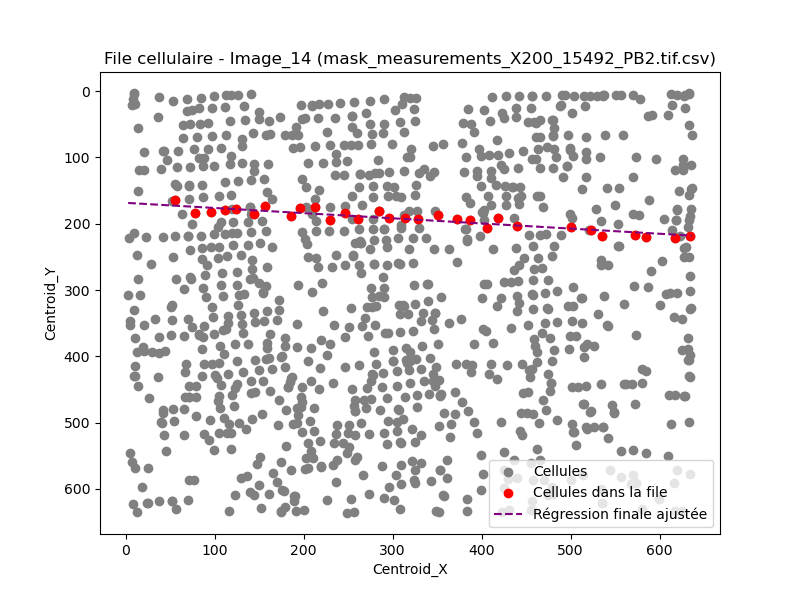 File cellulaire - Image_14 (mask_measurements_X200_15492_PB2.tif.csv)
0
100
200
300
400
500
600
Centroid_Y
Cellules
Cellules dans la file
Régression finale ajustée
0 100 200 300 400 500 600
Centroid_X